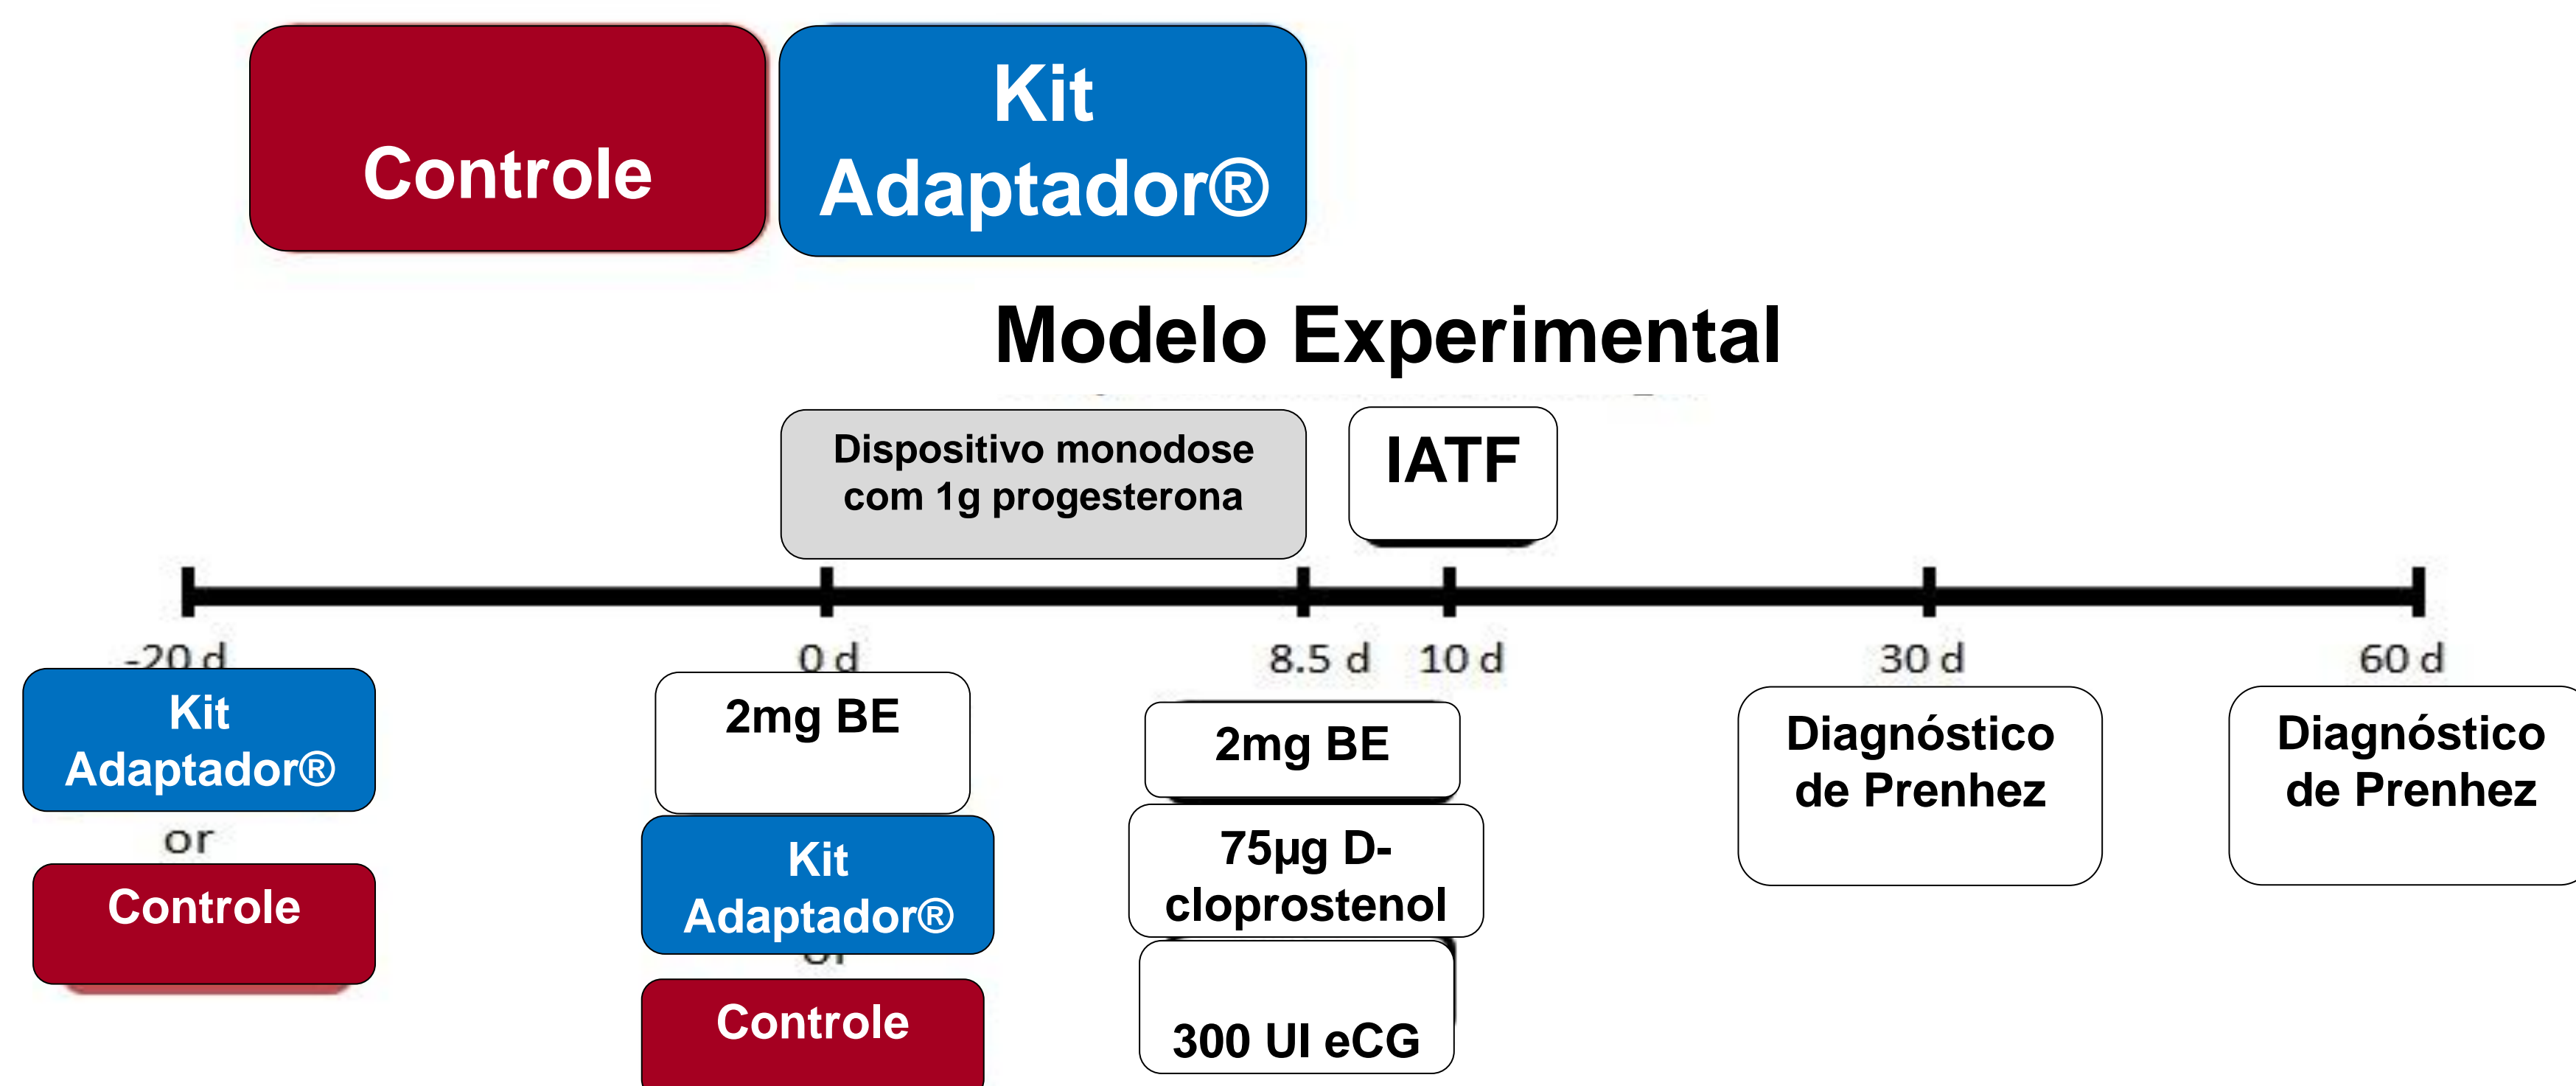 Controle
Kit
Adaptador®
Modelo Experimental
Dispositivo monodose
com 1g progesterona
IATF
-20 d
0 d
8.5 d
10 d
30 d
60 d
Kit
Adaptador®
or
Controle
2mg BE
Kit
Adaptador®
or
Controle
2mg BE
75µg D-
cloprostenol
300 UI eCG
Diagnóstico
de Prenhez
Diagnóstico
de Prenhez